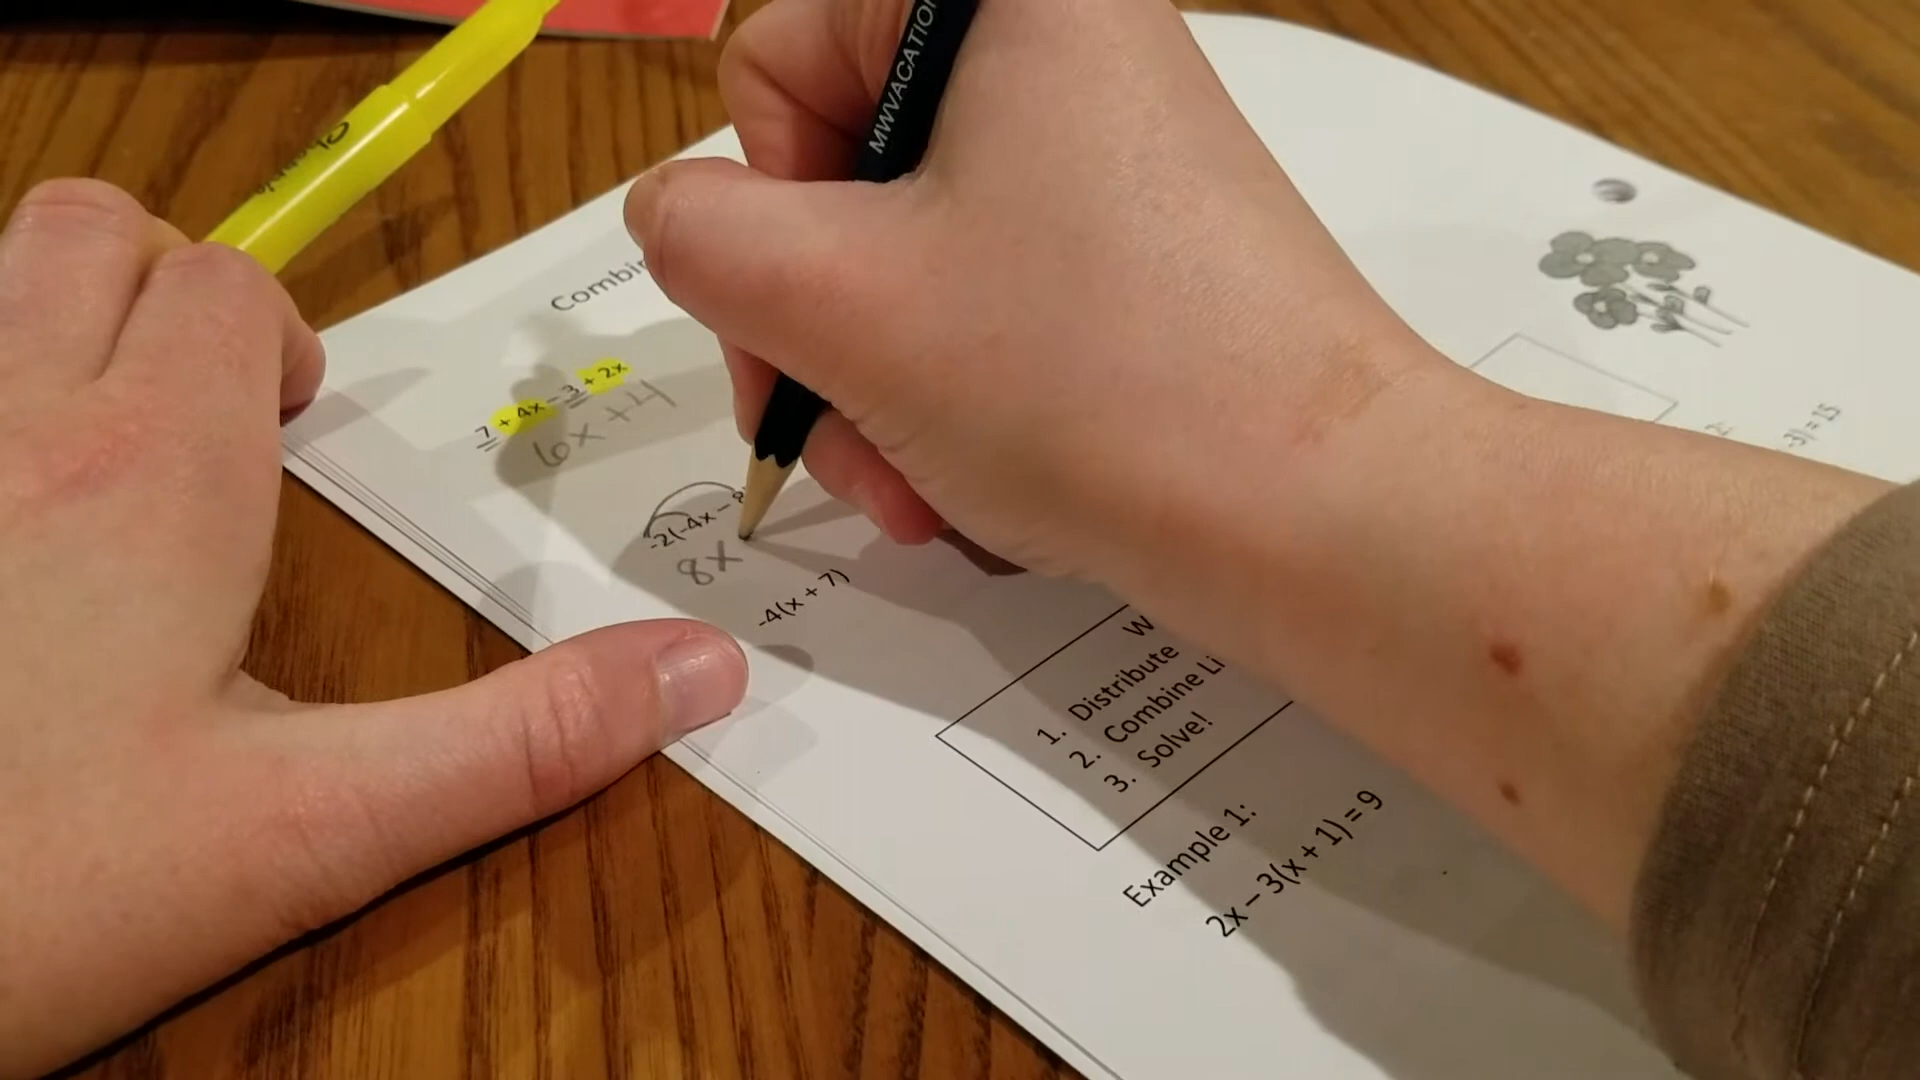 MWVACATION
7 + 4x - 3 + 2x
6x + 4
-2(-4x - 8
8x
-4(x + 7)
1. Distribute
2. Combine Li
3. Solve!
Example 1:
2x - 3(x + 1) = 9
-3) = 15